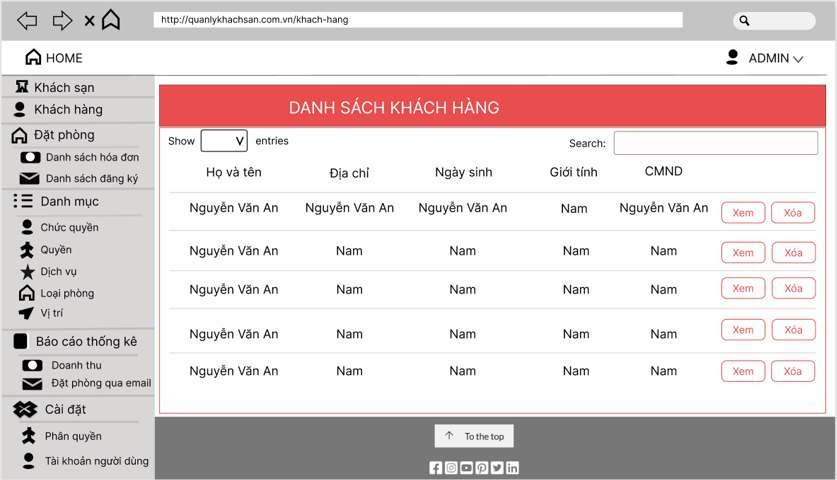 http://quanlykhachsan.com.vn/khach-hang
HOME
ADMIN
Khách sạn
Khách hàng
Đặt phòng
Danh sách hóa đơn
Danh sách đăng ký
Danh mục
Chức quyền
Quyền
Dịch vụ
Loại phòng
Vị trí
Báo cáo thống kê
Doanh thu
Đặt phòng qua email
Cài đặt
Phân quyền
Tài khoản người dùng
DANH SÁCH KHÁCH HÀNG
Show entries
Search:
Họ và tên Địa chỉ Ngày sinh Giới tính CMND
Nguyễn Văn An Nguyễn Văn An Nguyễn Văn An Nam Nguyễn Văn An Xem Xóa
Nguyễn Văn An Nam Nam Nam Nam Xem Xóa
Nguyễn Văn An Nam Nam Nam Nam Xem Xóa
Nguyễn Văn An Nam Nam Nam Nam Xem Xóa
Nguyễn Văn An Nam Nam Nam Nam Xem Xóa
To the top